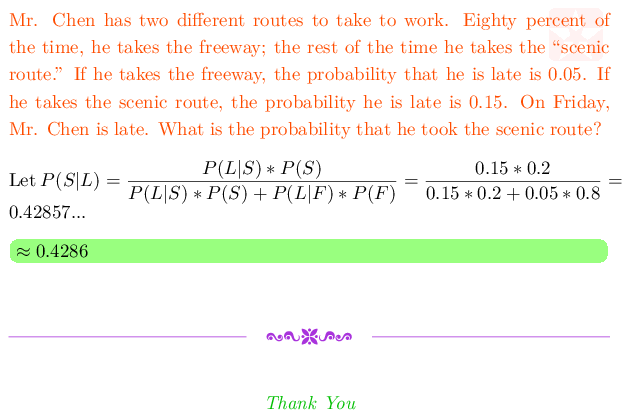 Mr. Chen has two different routes to take to work. Eighty percent of
the time, he takes the freeway; the rest of the time he takes the “scenic
route.” If he takes the freeway, the probability that he is late is 0.05. If
he takes the scenic route, the probability he is late is 0.15. On Friday,
Mr. Chen is late. What is the probability that he took the scenic route?
Let P(S|L) = \frac{P(L|S) * P(S)}{P(L|S) * P(S) + P(L|F) * P(F)} = \frac{0.15 * 0.2}{0.15 * 0.2 + 0.05 * 0.8} =
0.42857...
≈ 0.4286
Thank You